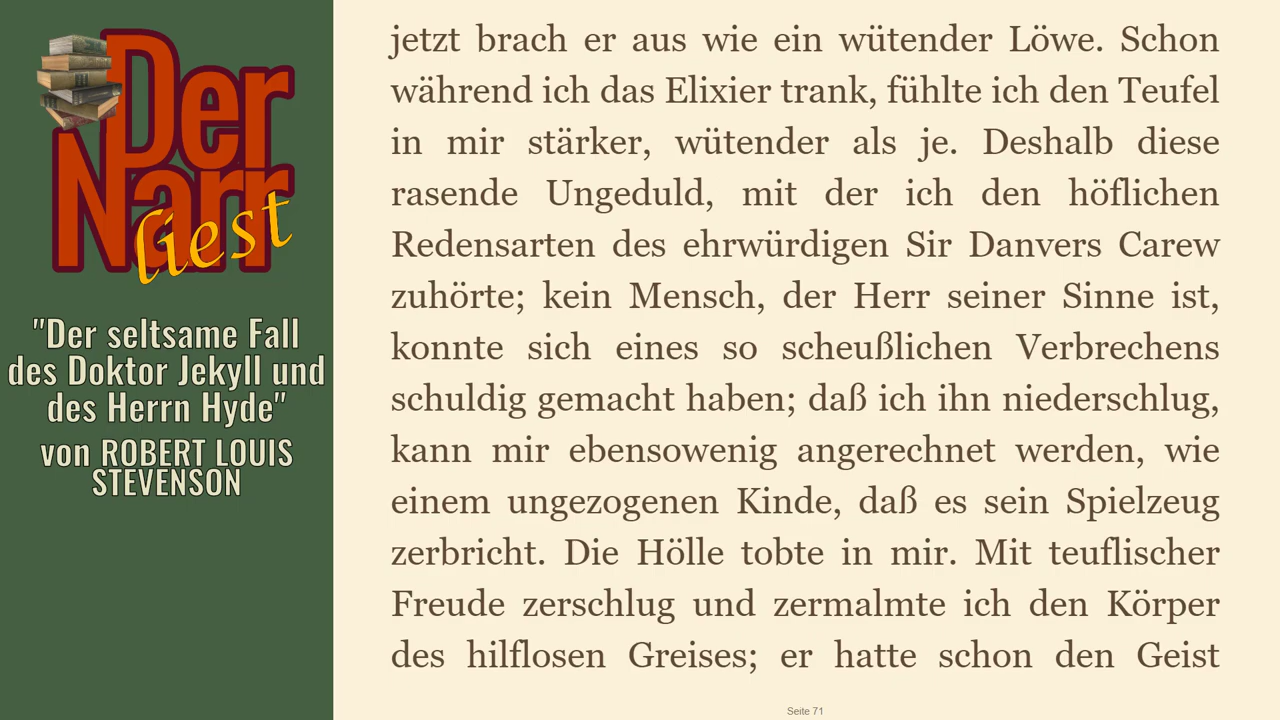 Der
Narr
liest
"Der seltsame Fall
des Doktor Jekyll und
des Herrn Hyde"
von ROBERT LOUIS
STEVENSON
jetzt brach er aus wie ein wütender Löwe. Schon
während ich das Elixier trank, fühlte ich den Teufel
in mir stärker, wütender als je. Deshalb diese
rasende Ungeduld, mit der ich den höflichen
Redensarten des ehrwürdigen Sir Danvers Carew
zuhörte; kein Mensch, der Herr seiner Sinne ist,
konnte sich eines so scheußlichen Verbrechens
schuldig gemacht haben; daß ich ihn niederschlug,
kann mir ebensowenig angerechnet werden, wie
einem ungezogenen Kinde, daß es sein Spielzeug
zerbricht. Die Hölle tobte in mir. Mit teuflischer
Freude zerschlug und zermalmte ich den Körper
des hilflosen Greises; er hatte schon den Geist
Seite 71